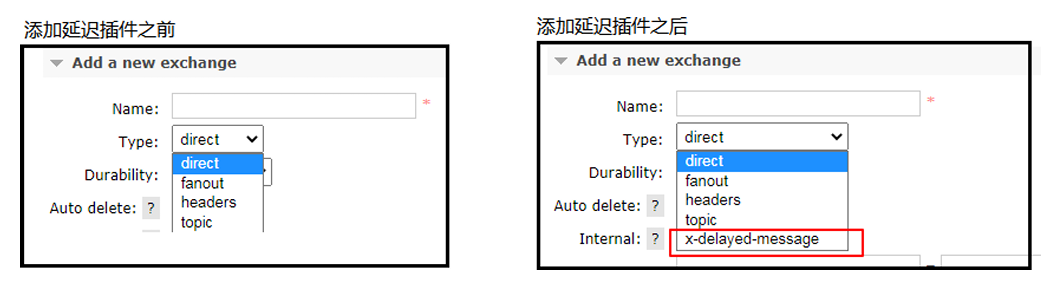 添加延迟插件之前
Add a new exchange
Name: *
Type: direct
direct
Durability:
fanout
headers
Auto delete: ?
topic
添加延迟插件之后
Add a new exchange
Name: *
Type: direct
direct
Durability:
fanout
headers
Auto delete: ?
topic
Internal: ? x-delayed-message